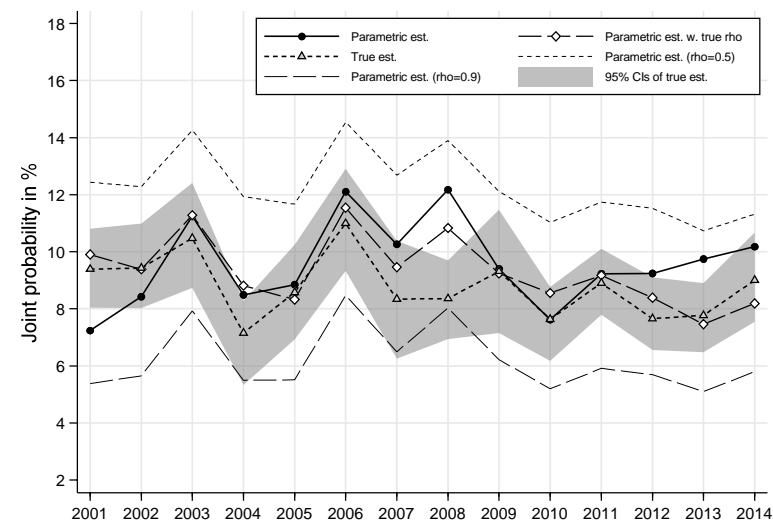 18
16
14
12
10
8
6
4
2
Joint probability in %
Parametric est.
Parametric est. w. true rho
True est.
Parametric est. (rho=0.5)
Parametric est. (rho=0.9)
95% CIs of true est.
2001 2002 2003 2004 2005 2006 2007 2008 2009 2010 2011 2012 2013 2014